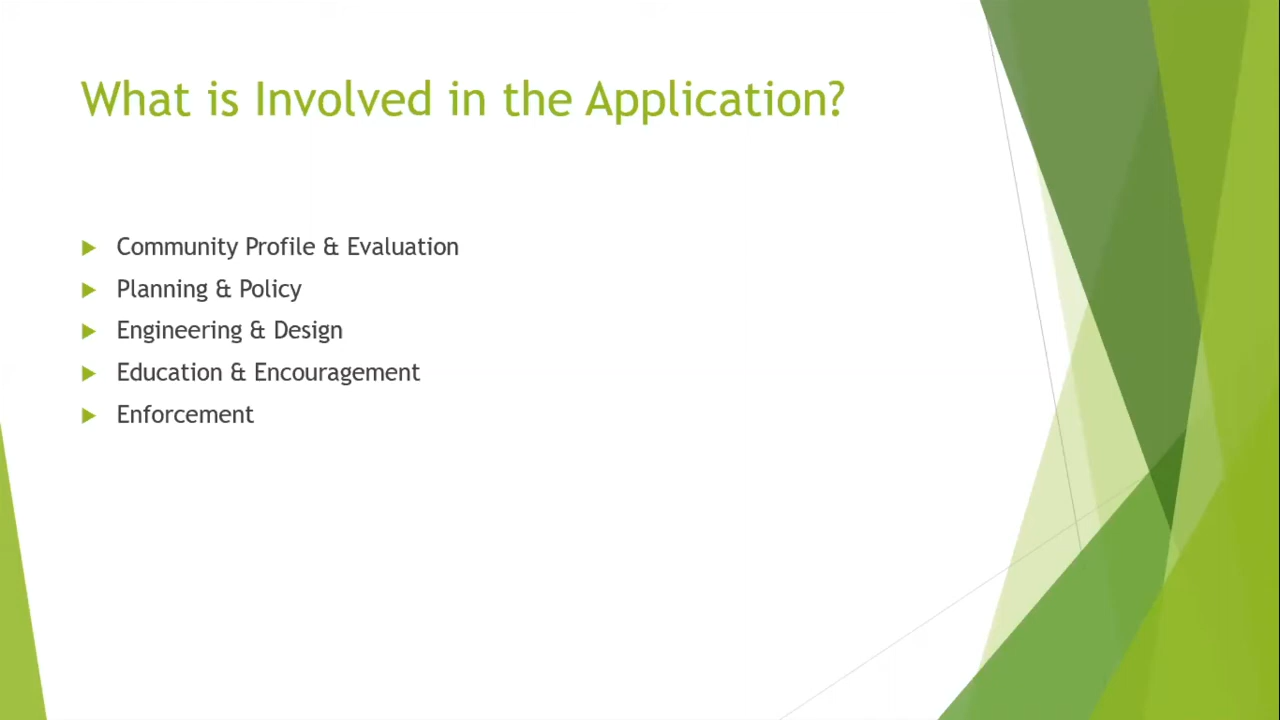 What is Involved in the Application?
Community Profile & Evaluation
Planning & Policy
Engineering & Design
Education & Encouragement
Enforcement